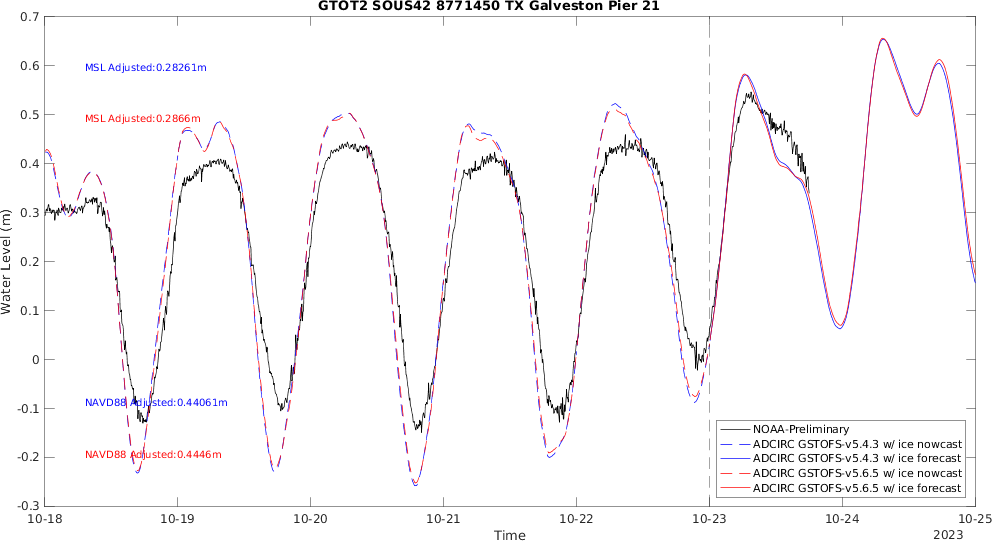 GTOT2 SOUS42 8771450 TX Galveston Pier 21
0.7
0.6
0.5
0.4
0.3
0.2
0.1
0
-0.1
-0.2
-0.3
Water Level (m)
MSL Adjusted:0.28261m
MSL Adjusted:0.2866m
NAVD88 Adjusted:0.44061m
NAVD88 Adjusted:0.4446m
NOAA-Preliminary
ADCIRC GSTOFS-v5.4.3 w/ ice nowcast
ADCIRC GSTOFS-v5.4.3 w/ ice forecast
ADCIRC GSTOFS-v5.6.5 w/ ice nowcast
ADCIRC GSTOFS-v5.6.5 w/ ice forecast
10-18 10-19 10-20 10-21 10-22 10-23 10-24 10-25
Time
2023